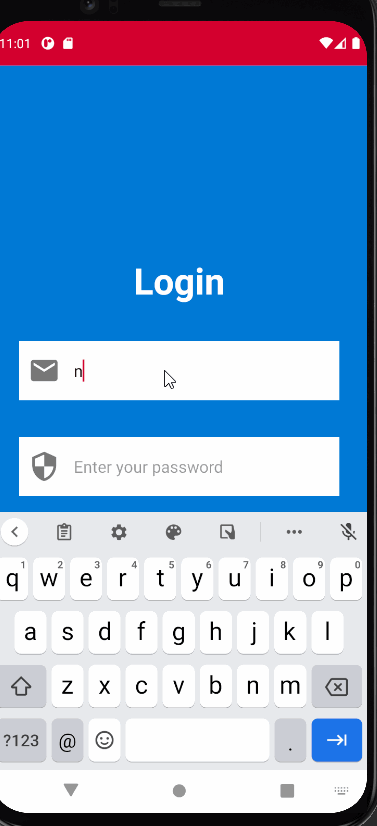 11:01
Login
n
Enter your password
1 2 3 4 5 6 7 8 9 0
q w e r t y u i o p
a s d f g h j k l
z x c v b n m
?123 @ .